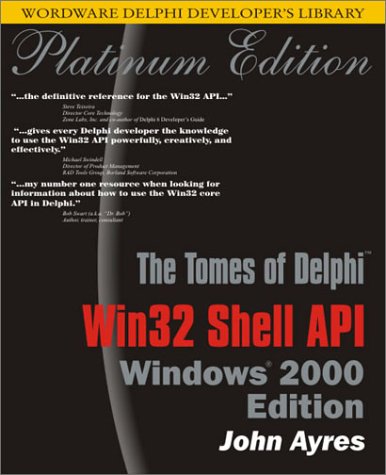 WORDWARE DELPHI DEVELOPER'S LIBRARY
Platinum Edition
“...the definitive reference for the Win32 API...”
Steve Teixeira
Director Core Technology
Zone Labs, Inc. and co-author of Delphi 6 Developer's Guide
“...gives every Delphi developer the knowledge
to use the Win32 API powerfully, creatively, and
effectively.”
Michael Swindell
Director of Product Management
RAD Tools Group, Borland Software Corporation
“...my number one resource when looking for
information about how to use the Win32 core
API in Delphi.”
Bob Swart (a.k.a. “Dr. Bob”)
Author, trainer, consultant
The Tomes of Delphi™
Win32 Shell API
Windows® 2000
Edition
John Ayres